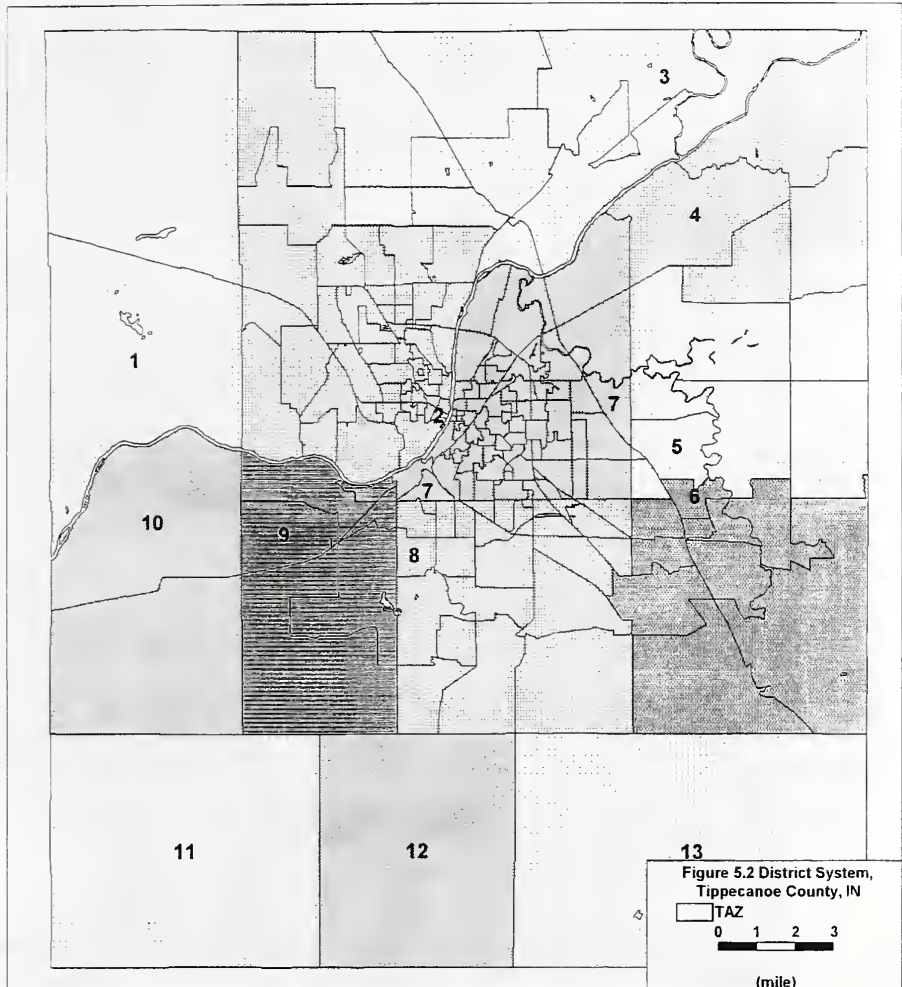 3
4
1
2
7
5
7
6
10
9
8
11
12
13
Figure 5.2 District System,
Tippecanoe County, IN
TAZ
0 1 2 3
(mile)